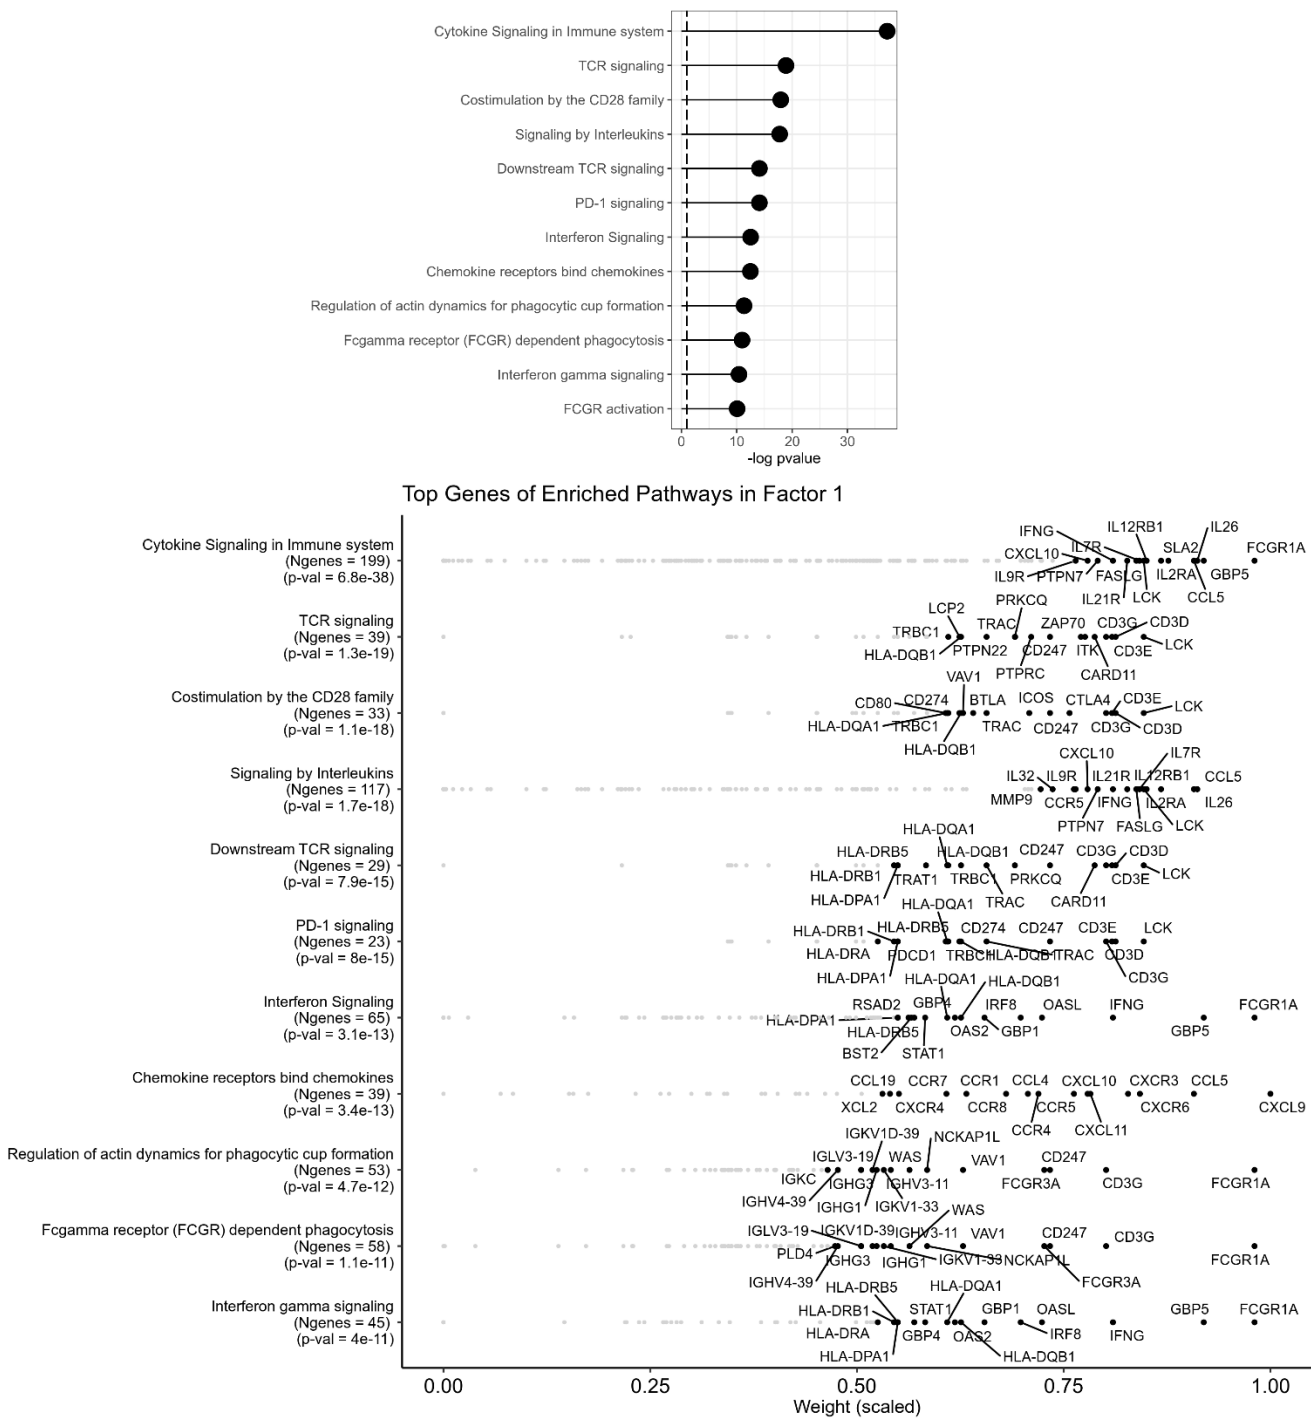 Cytokine Signaling in Immune system
TCR signaling
Costimulation by the CD28 family
Signaling by Interleukins
Downstream TCR signaling
PD-1 signaling
Interferon Signaling
Chemokine receptors bind chemokines
Regulation of actin dynamics for phagocytic cup formation
Fcgamma receptor (FCGR) dependent phagocytosis
Interferon gamma signaling
FCGR activation
0 10 20 30
-log pvalue
Top Genes of Enriched Pathways in Factor 1
Cytokine Signaling in Immune system
(Ngenes = 199)
(p-val = 6.8e-38)
IFNG IL12RB1 IL26
CXCL10 IL7R SLA2 FCGR1A
IL9R PTPN7 FASLG IL2RA GBP5
IL21R LCK CCL5
TCR signaling
(Ngenes = 39)
(p-val = 1.3e-19)
LCP2 PRKCQ
TRBC1 TRAC ZAP70 CD3G CD3D
HLA-DQB1 PTPN22 CD247 ITK CD3E LCK
PTPRC CARD11
Costimulation by the CD28 family
(Ngenes = 33)
(p-val = 1.1e-18)
VAV1
CD80 CD274 BTLA ICOS CTLA4 CD3E
LCK
HLA-DQA1 TRBC1 TRAC CD247 CD3G CD3D
HLA-DQB1
Signaling by Interleukins
(Ngenes = 117)
(p-val = 1.7e-18)
CXCL10 IL7R
IL32 IL9R IL21R IL12RB1 CCL5
MMP9 CCR5 IFNG IL2RA IL26
PTPN7 FASLG LCK
Downstream TCR signaling
(Ngenes = 29)
(p-val = 7.9e-15)
HLA-DQA1
HLA-DRB5 HLA-DQB1 CD247 CD3G CD3D
HLA-DRB1 TRAT1 TRBC1 PRKCQ CD3E LCK
HLA-DPA1 TRAC CARD11
PD-1 signaling
(Ngenes = 23)
(p-val = 8e-15)
HLA-DQA1
HLA-DRB1 HLA-DRB5 CD274 CD247 CD3E LCK
HLA-DRA PDCD1 TRBC1 HLA-DQB1 TRAC CD3D
HLA-DPA1 CD3G
Interferon Signaling
(Ngenes = 65)
(p-val = 3.1e-13)
HLA-DQA1 HLA-DQB1
RSAD2 GBP4 IRF8 OASL IFNG FCGR1A
HLA-DPA1 HLA-DRB5 OAS2 GBP1 GBP5
BST2 STAT1
Chemokine receptors bind chemokines
(Ngenes = 39)
(p-val = 3.4e-13)
CCL19 CCR7 CCR1 CCL4 CXCL10 CXCR3 CCL5
XCL2 CXCR4 CCR8 CCR5 CXCR6 CXCL9
CCR4 CXCL11
Regulation of actin dynamics for phagocytic cup formation
(Ngenes = 53)
(p-val = 4.7e-12)
IGKV1D-39 NCKAP1L
IGLV3-19 WAS VAV1 CD247
IGKC IGHG3 IGHV3-11 FCGR3A CD3G FCGR1A
IGHV4-39 IGHG1 IGKV1-33
Fcgamma receptor (FCGR) dependent phagocytosis
(Ngenes = 58)
(p-val = 1.1e-11)
WAS
IGLV3-19 IGKV1D-39 IGHV3-11 VAV1 CD247 CD3G
PLD4 IGHG3 IGHG1 IGKV1-33 NCKAP1L FCGR1A
IGHV4-39 FCGR3A
Interferon gamma signaling
(Ngenes = 45)
(p-val = 4e-11)
HLA-DRB5 HLA-DQA1
HLA-DRB1 STAT1 GBP1 OASL GBP5 FCGR1A
HLA-DRA GBP4 OAS2 IRF8 IFNG
HLA-DPA1 HLA-DQB1
0.00 0.25 0.50 0.75 1.00
Weight (scaled)